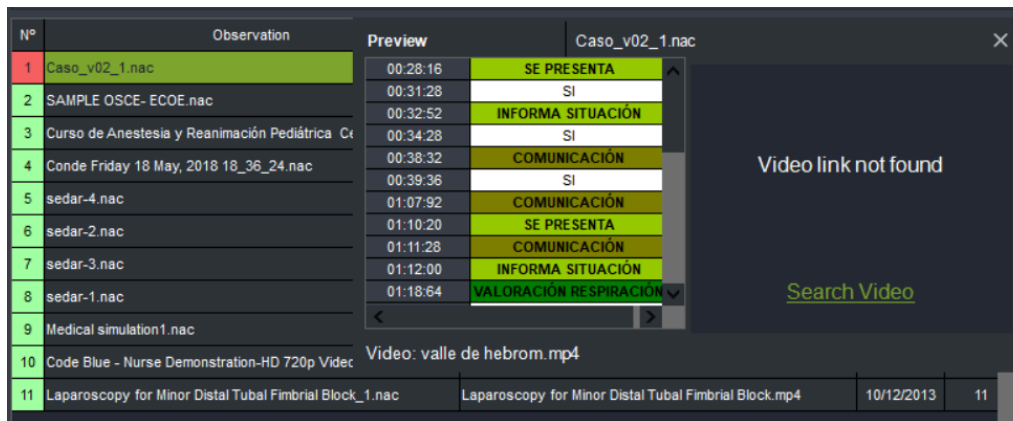 Nº Observation
1 Caso_v02_1.nac
2 SAMPLE OSCE- ECOE.nac
3 Curso de Anestesia y Reanimación Pediátrica Ce
4 Conde Friday 18 May, 2018 18_36_24.nac
5 sedar-4.nac
6 sedar-2.nac
7 sedar-3.nac
8 sedar-1.nac
9 Medical simulation1.nac
10 Code Blue - Nurse Demonstration-HD 720p Videc
11 Laparoscopy for Minor Distal Tubal Fimbrial Block_1.nac Laparoscopy for Minor Distal Tubal Fimbrial Block.mp4 10/12/2013 11
Preview Caso_v02_1.nac
00:28:16 SE PRESENTA
00:31:28 SI
00:32:52 INFORMA SITUACIÓN
00:34:28 SI
00:38:32 COMUNICACIÓN
00:39:36 SI
01:07:92 COMUNICACIÓN
01:10:20 SE PRESENTA
01:11:28 COMUNICACIÓN
01:12:00 INFORMA SITUACIÓN
01:18:64 VALORACIÓN RESPIRACIÓN
Video link not found
Search Video
Video: valle de hebrom.mp4